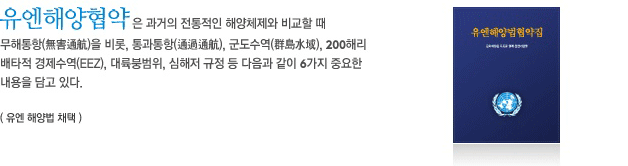 유엔해양협약은 과거의 전통적인 해양체제와 비교할 때
무해통항(無害通航)을 비롯, 통과통항(通過通航), 군도수역(群島水域), 200해리
배타적 경제수역(EEZ), 대륙붕범위, 심해저 규정 등 다음과 같이 6가지 중요한
내용을 담고 있다.
( 유엔 해양법 채택 )
유엔해양법협약집